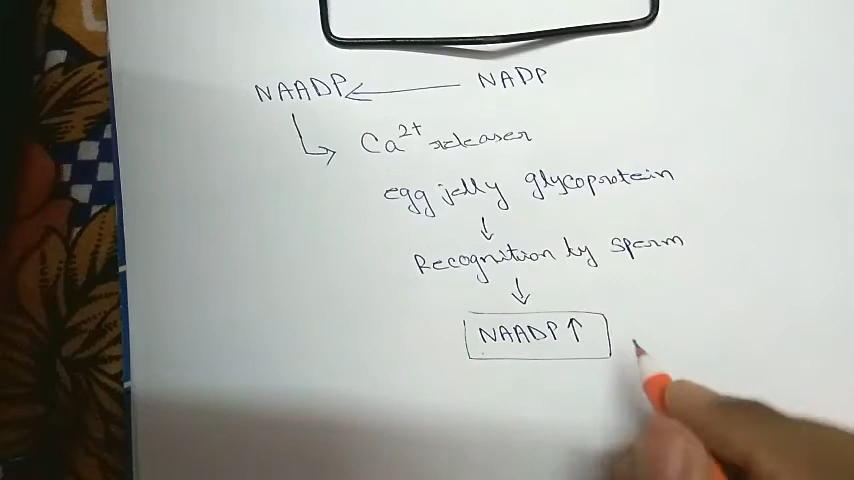 NAADP ← NADP
↳ Ca²⁺ releaser
egg jelly glycoprotein
↓
Recognition by sperm
↓
NAADP ↑